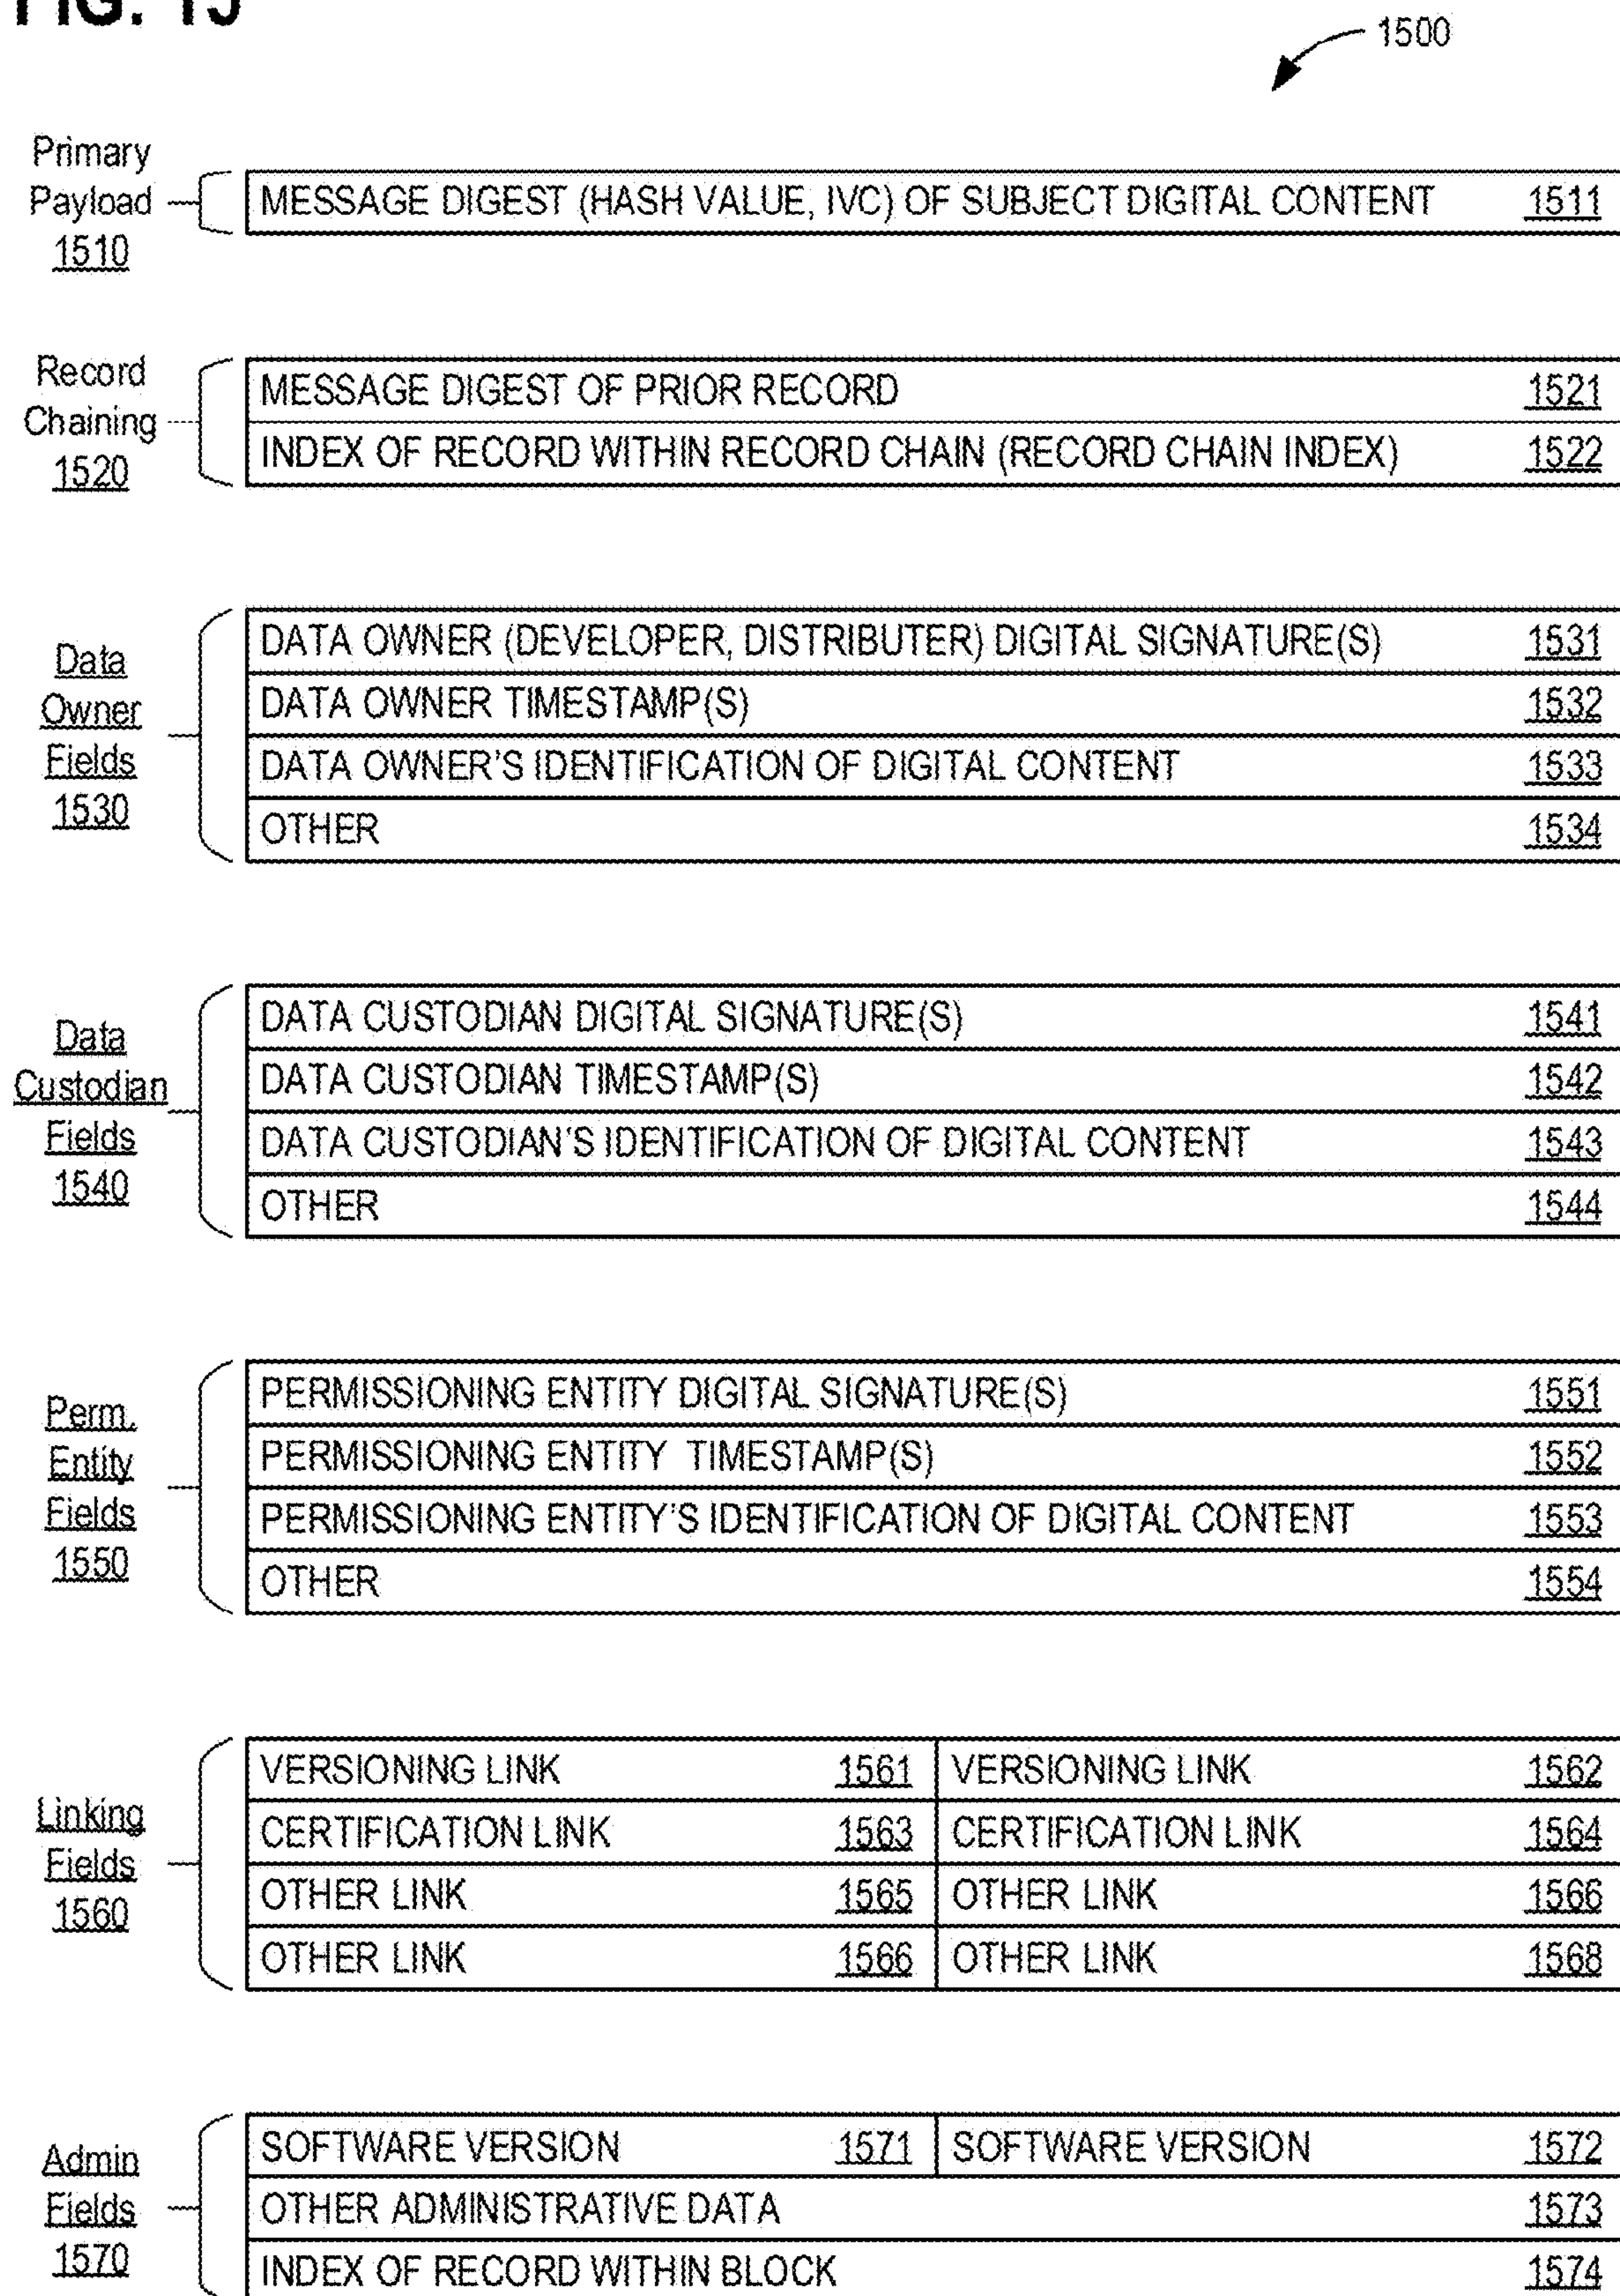 FIG. 15
1500
Primary
Payload
1510
MESSAGE DIGEST (HASH VALUE, IVC) OF SUBJECT DIGITAL CONTENT 1511
Record
Chaining
1520
MESSAGE DIGEST OF PRIOR RECORD 1521
INDEX OF RECORD WITHIN RECORD CHAIN (RECORD CHAIN INDEX) 1522
Data
Owner
Fields
1530
DATA OWNER (DEVELOPER, DISTRIBUTER) DIGITAL SIGNATURE(S) 1531
DATA OWNER TIMESTAMP(S) 1532
DATA OWNER'S IDENTIFICATION OF DIGITAL CONTENT 1533
OTHER 1534
Data
Custodian
Fields
1540
DATA CUSTODIAN DIGITAL SIGNATURE(S) 1541
DATA CUSTODIAN TIMESTAMP(S) 1542
DATA CUSTODIAN'S IDENTIFICATION OF DIGITAL CONTENT 1543
OTHER 1544
Perm.
Entity
Fields
1550
PERMISSIONING ENTITY DIGITAL SIGNATURE(S) 1551
PERMISSIONING ENTITY TIMESTAMP(S) 1552
PERMISSIONING ENTITY'S IDENTIFICATION OF DIGITAL CONTENT 1553
OTHER 1554
Linking
Fields
1560
VERSIONING LINK 1561 VERSIONING LINK 1562
CERTIFICATION LINK 1563 CERTIFICATION LINK 1564
OTHER LINK 1565 OTHER LINK 1566
OTHER LINK 1566 OTHER LINK 1568
Admin
Fields
1570
SOFTWARE VERSION 1571 SOFTWARE VERSION 1572
OTHER ADMINISTRATIVE DATA 1573
INDEX OF RECORD WITHIN BLOCK 1574